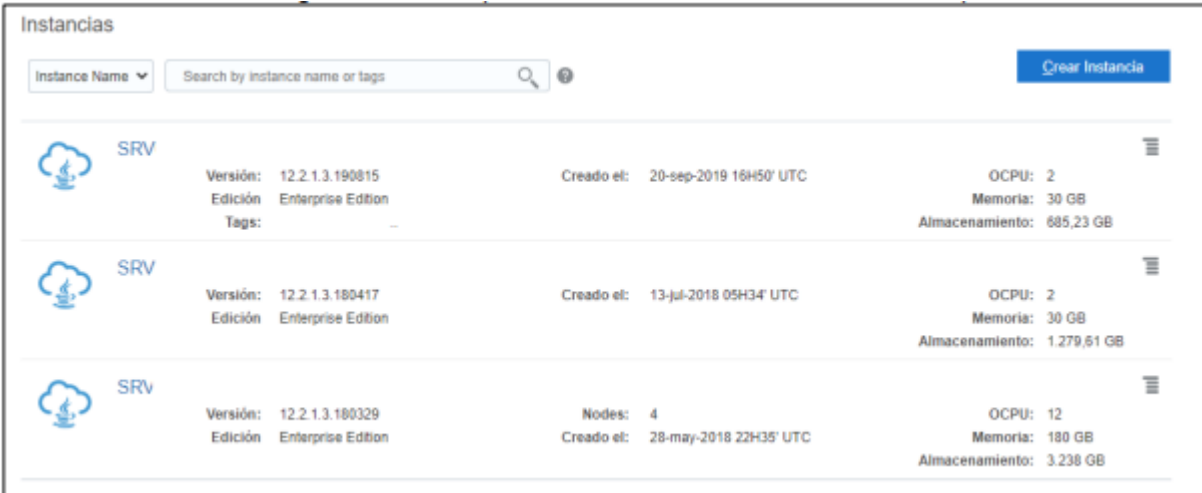 Instancias
Instance Name Search by instance name or tags ? Crear Instancia
SRV
Versión: 12.2.1.3.190815 Creado el: 20-sep-2019 16H50' UTC OCPU: 2
Edición Enterprise Edition Memoria: 30 GB
Tags: Almacenamiento: 685,23 GB
SRV
Versión: 12.2.1.3.180417 Creado el: 13-jul-2018 05H34' UTC OCPU: 2
Edición Enterprise Edition Memoria: 30 GB
Almacenamiento: 1.279,61 GB
SRV
Versión: 12.2.1.3.180329 Nodes: 4 OCPU: 12
Edición Enterprise Edition Creado el: 28-may-2018 22H35' UTC Memoria: 180 GB
Almacenamiento: 3.238 GB